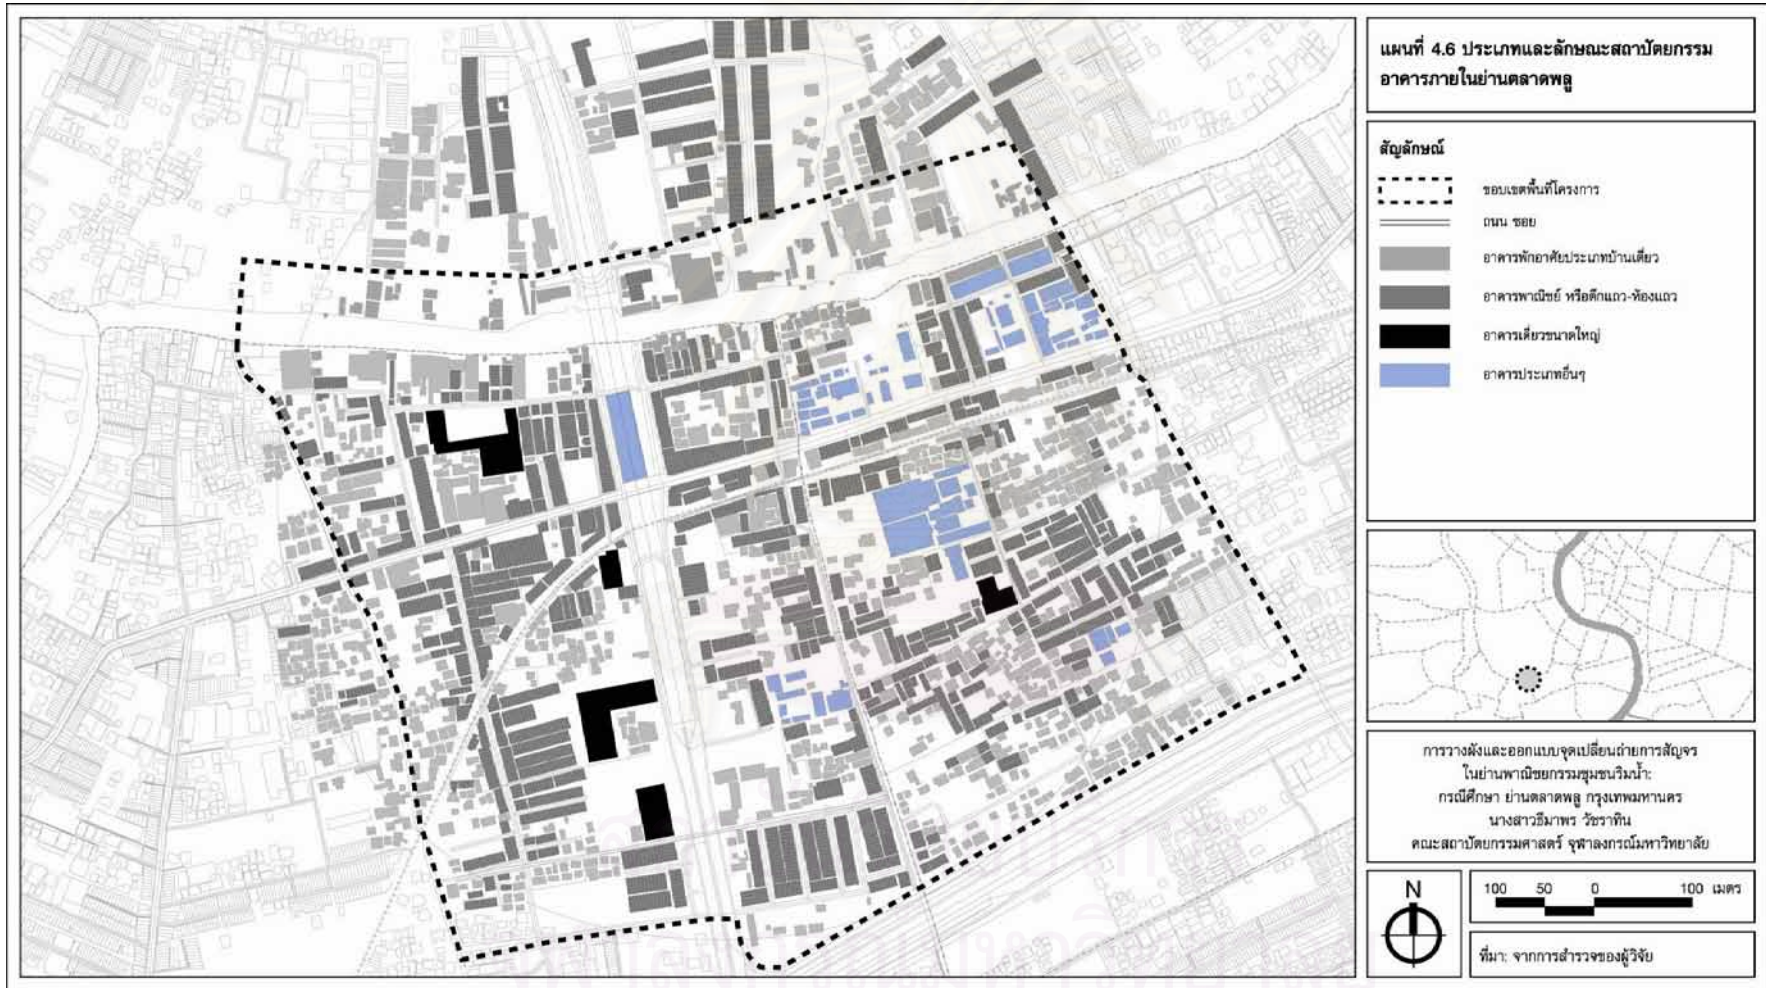 แผนที่ 4.6 ประเภทและลักษณะสถาปัตยกรรม
อาคารภายในย่านตลาดพลู
สัญลักษณ์
ขอบเขตพื้นที่โครงการ
ถนน ซอย
อาคารพักอาศัยประเภทบ้านเดี่ยว
อาคารพาณิชย์ หรือตึกแถว-ห้องแถว
อาคารเดี่ยวขนาดใหญ่
อาคารประเภทอื่นๆ
การวางผังและออกแบบจุดเปลี่ยนถ่ายการสัญจร
ในย่านพาณิชยกรรมชุมชนริมน้ำ:
กรณีศึกษา ย่านตลาดพลู กรุงเทพมหานคร
นางสาวธีมาพร วัชราทิน
คณะสถาปัตยกรรมศาสตร์ จุฬาลงกรณ์มหาวิทยาลัย
N
100 50 0 100 เมตร
ที่มา: จากการสำรวจของผู้วิจัย